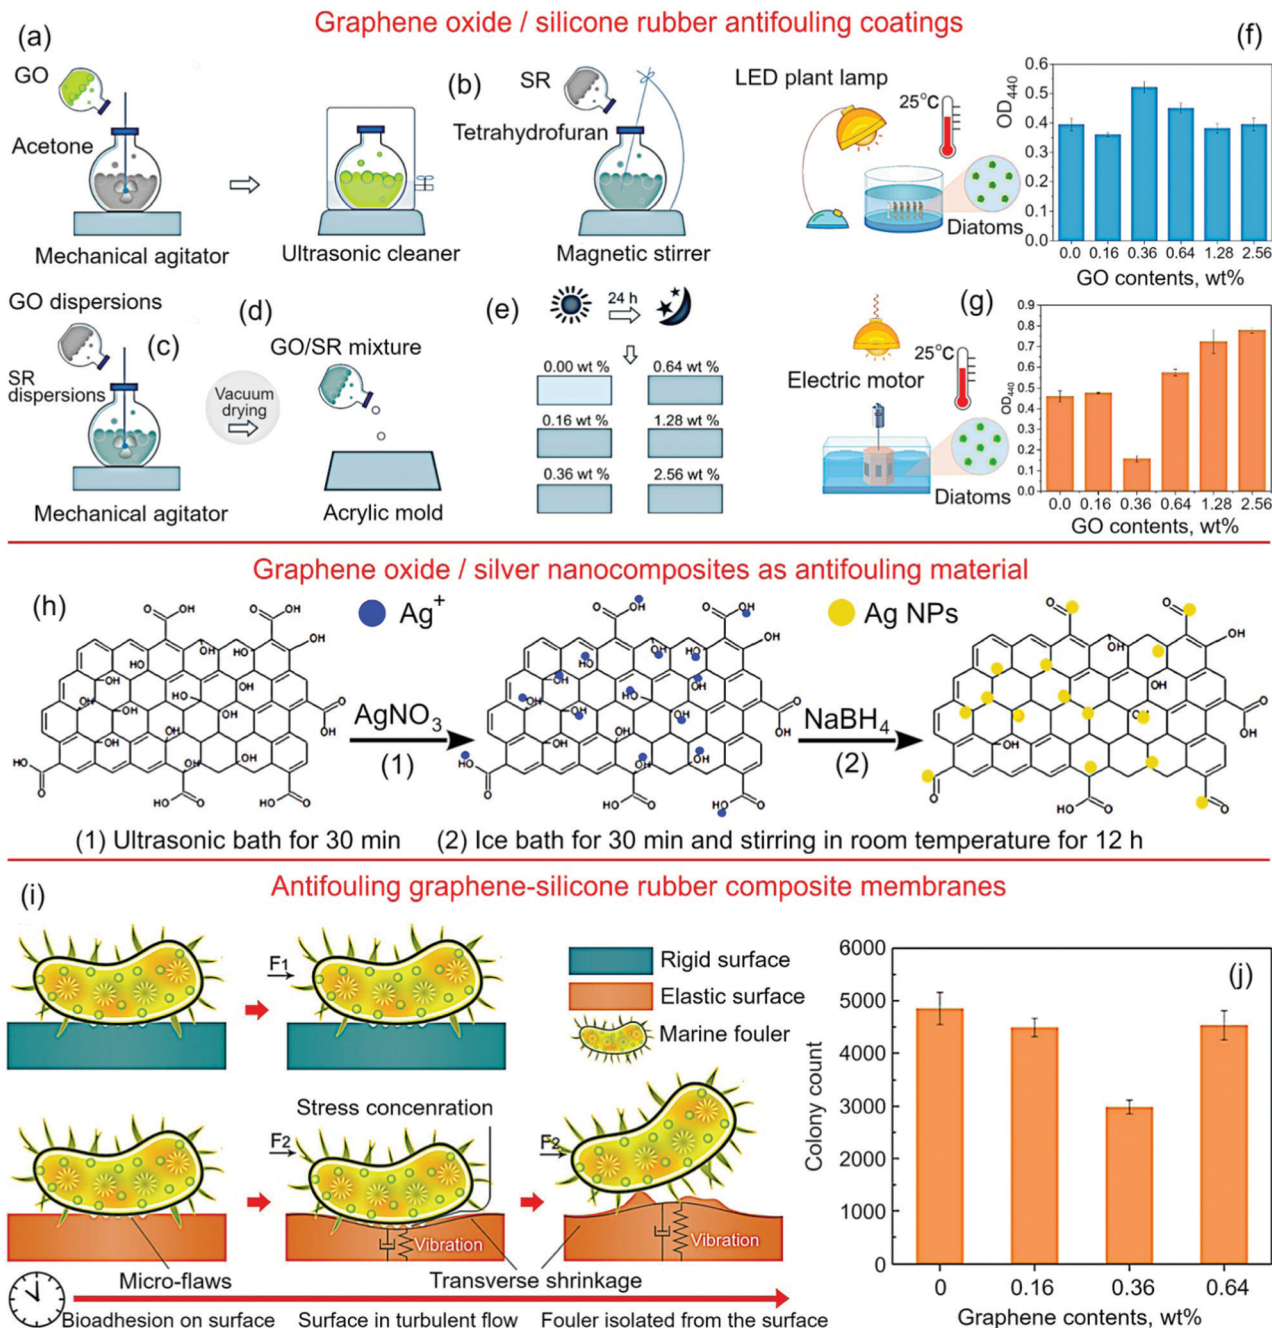 Graphene oxide / silicone rubber antifouling coatings
(a)
GO
Acetone
Mechanical agitator
Ultrasonic cleaner
(b)
SR
Tetrahydrofuran
Magnetic stirrer
LED plant lamp
25°C
Diatoms
(f)
OD440
0.6
0.5
0.4
0.3
0.2
0.1
0.0
0.0 0.16 0.36 0.64 1.28 2.56
GO contents, wt%
GO dispersions
(c)
SR
dispersions
Mechanical agitator
Vacuum
drying
(d)
GO/SR mixture
Acrylic mold
(e)
24 h
0.00 wt %
0.64 wt %
0.16 wt %
1.28 wt %
0.36 wt %
2.56 wt %
Electric motor
25°C
Diatoms
(g)
OD440
0.9
0.8
0.7
0.6
0.5
0.4
0.3
0.2
0.1
0.0
0.0 0.16 0.36 0.64 1.28 2.56
GO contents, wt%
Graphene oxide / silver nanocomposites as antifouling material
(h)
Ag+
Ag NPs
AgNO3
(1)
NaBH4
(2)
(1) Ultrasonic bath for 30 min
(2) Ice bath for 30 min and stirring in room temperature for 12 h
Antifouling graphene-silicone rubber composite membranes
(i)
F1
Rigid surface
Elastic surface
Marine fouler
Stress concenration
F2
F2
Vibration
Vibration
Micro-flaws
Transverse shrinkage
Bioadhesion on surface
Surface in turbulent flow
Fouler isolated from the surface
(j)
Colony count
6000
5000
4000
3000
2000
1000
0
0 0.16 0.36 0.64
Graphene contents, wt%